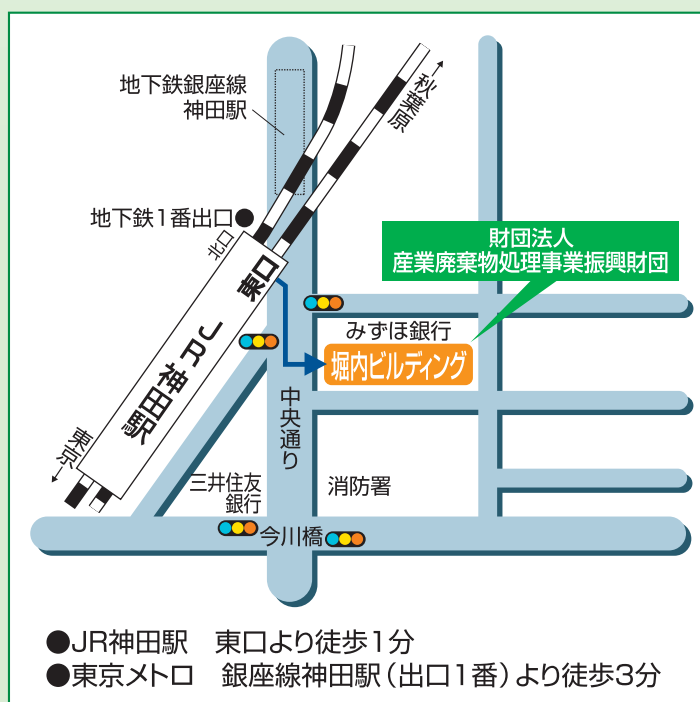 地下鉄銀座線
神田駅
秋葉原
地下鉄1番出口
北口
東口
財団法人
産業廃棄物処理事業振興財団
みずほ銀行
堀内ビルディング
JR神田駅
中央通り
東京
三井住友
銀行
消防署
今川橋
●JR神田駅　東口より徒歩1分
●東京メトロ　銀座線神田駅(出口1番)より徒歩3分